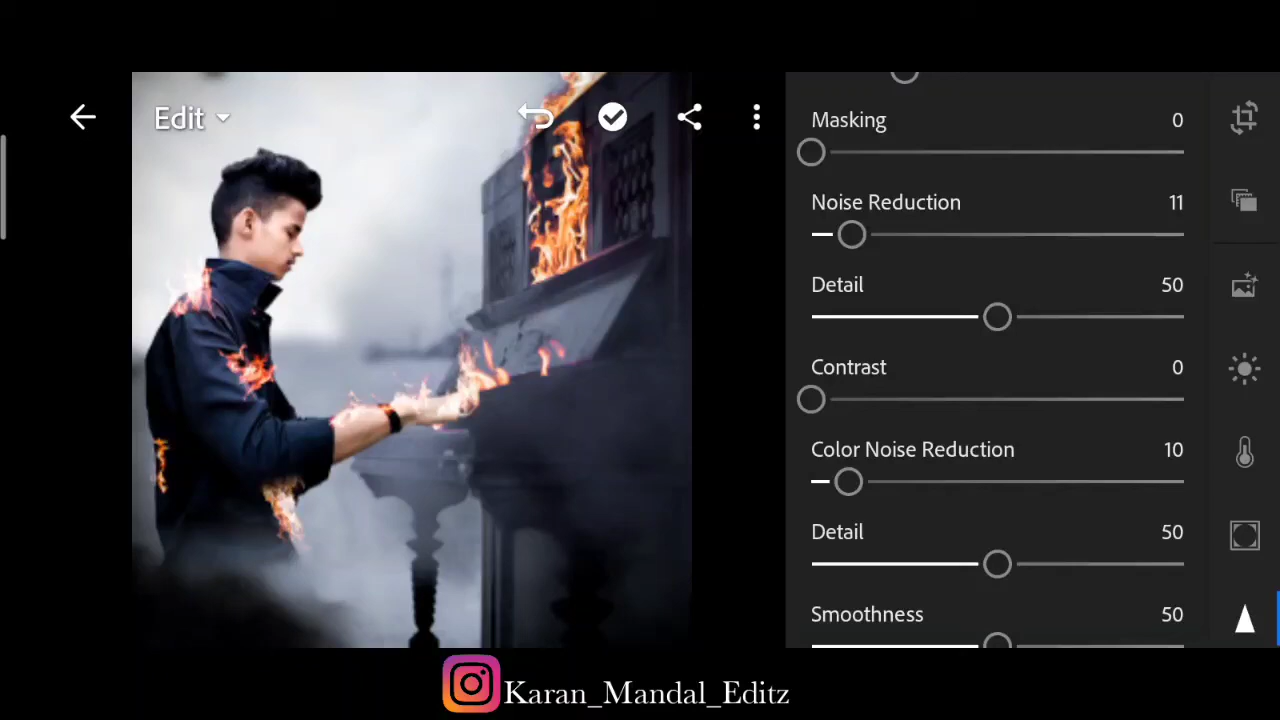 Edit
Masking 0
Noise Reduction 11
Detail 50
Contrast 0
Color Noise Reduction 10
Detail 50
Smoothness 50
Karan_Mandal_Editz